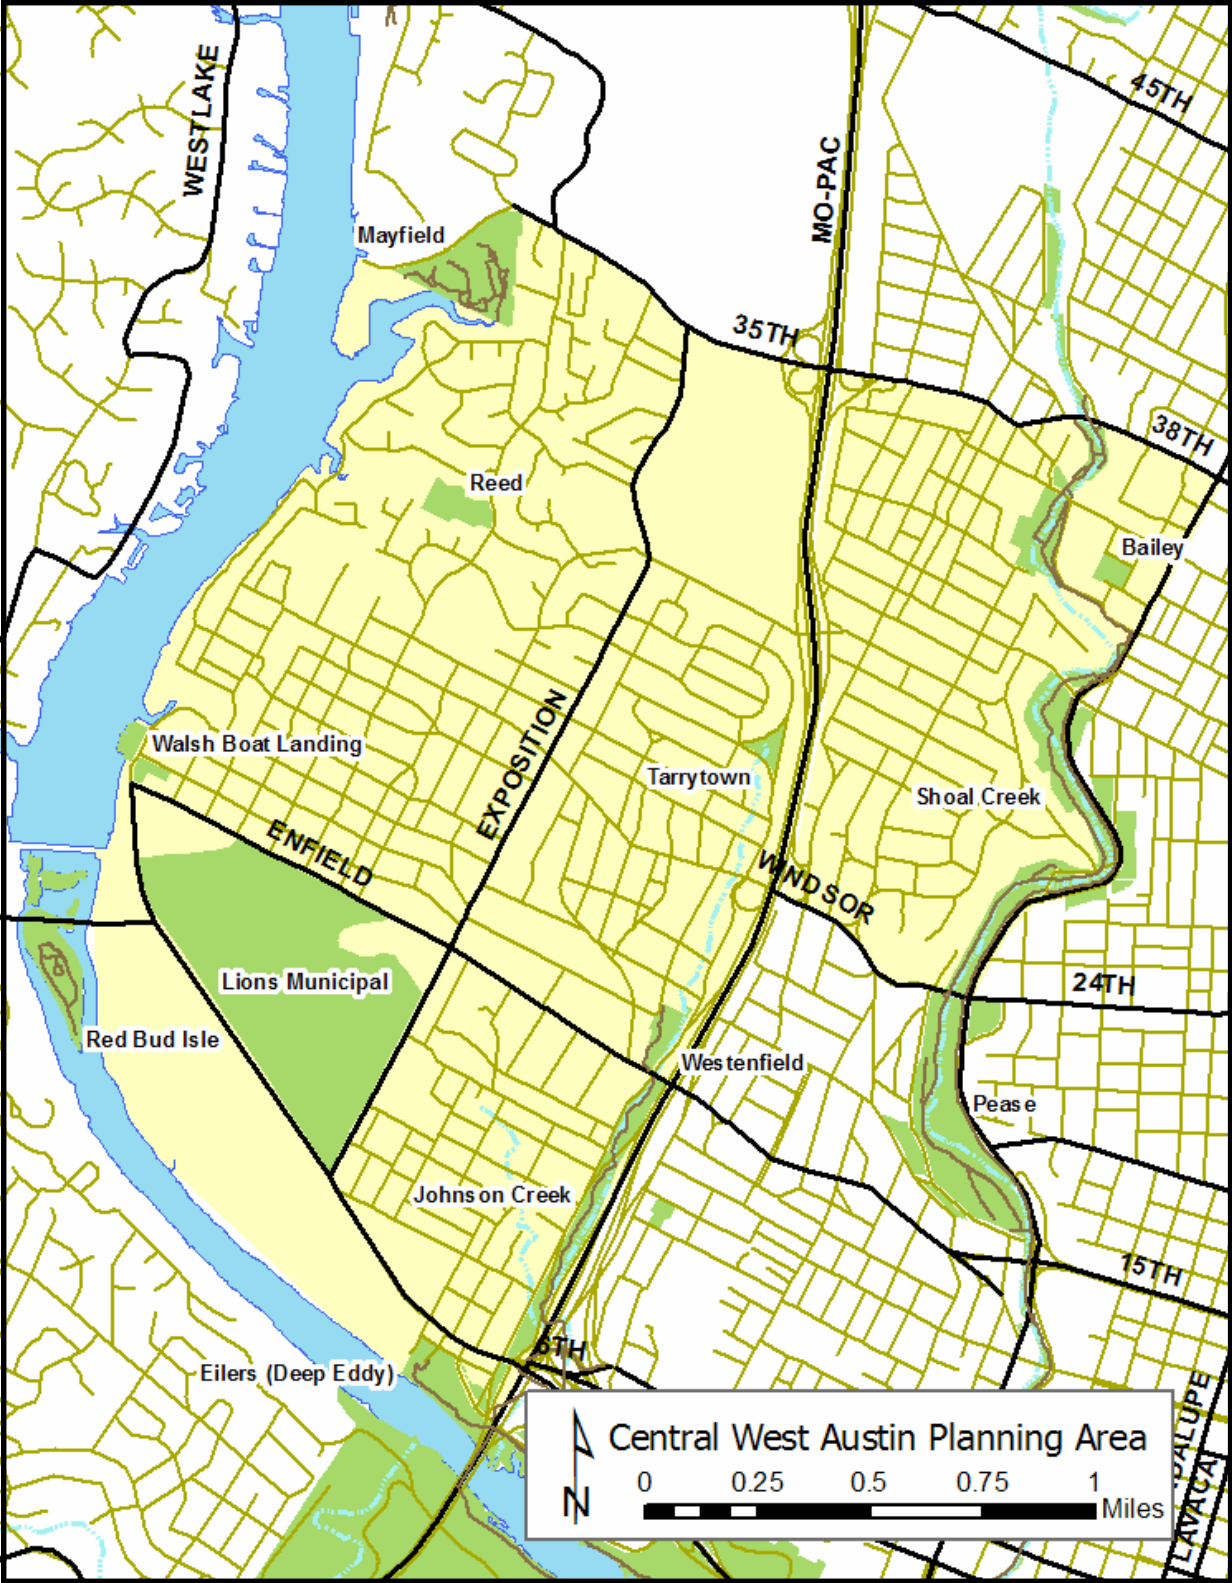 WESTLAKE
45TH
MO-PAC
Mayfield
35TH
38TH
Reed
Bailey
EXPOSITION
Walsh Boat Landing
Tarrytown
Shoal Creek
ENFIELD
WINDSOR
Lions Municipal
24TH
Red Bud Isle
Westenfield
Pease
Johnson Creek
15TH
6TH
Eilers (Deep Eddy)
Central West Austin Planning Area
N
0 0.25 0.5 0.75 1
Miles
LAVACA